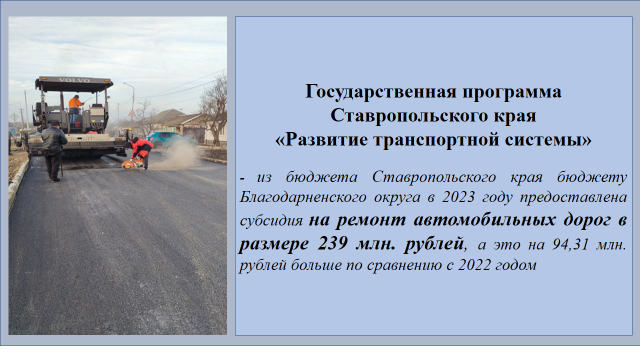 VOLVO
Государственная программа
Ставропольского края
«Развитие транспортной системы»
- из бюджета Ставропольского края бюджету
Благодарненского округа в 2023 году предоставлена
субсидия на ремонт автомобильных дорог в
размере 239 млн. рублей, а это на 94,31 млн.
рублей больше по сравнению с 2022 годом